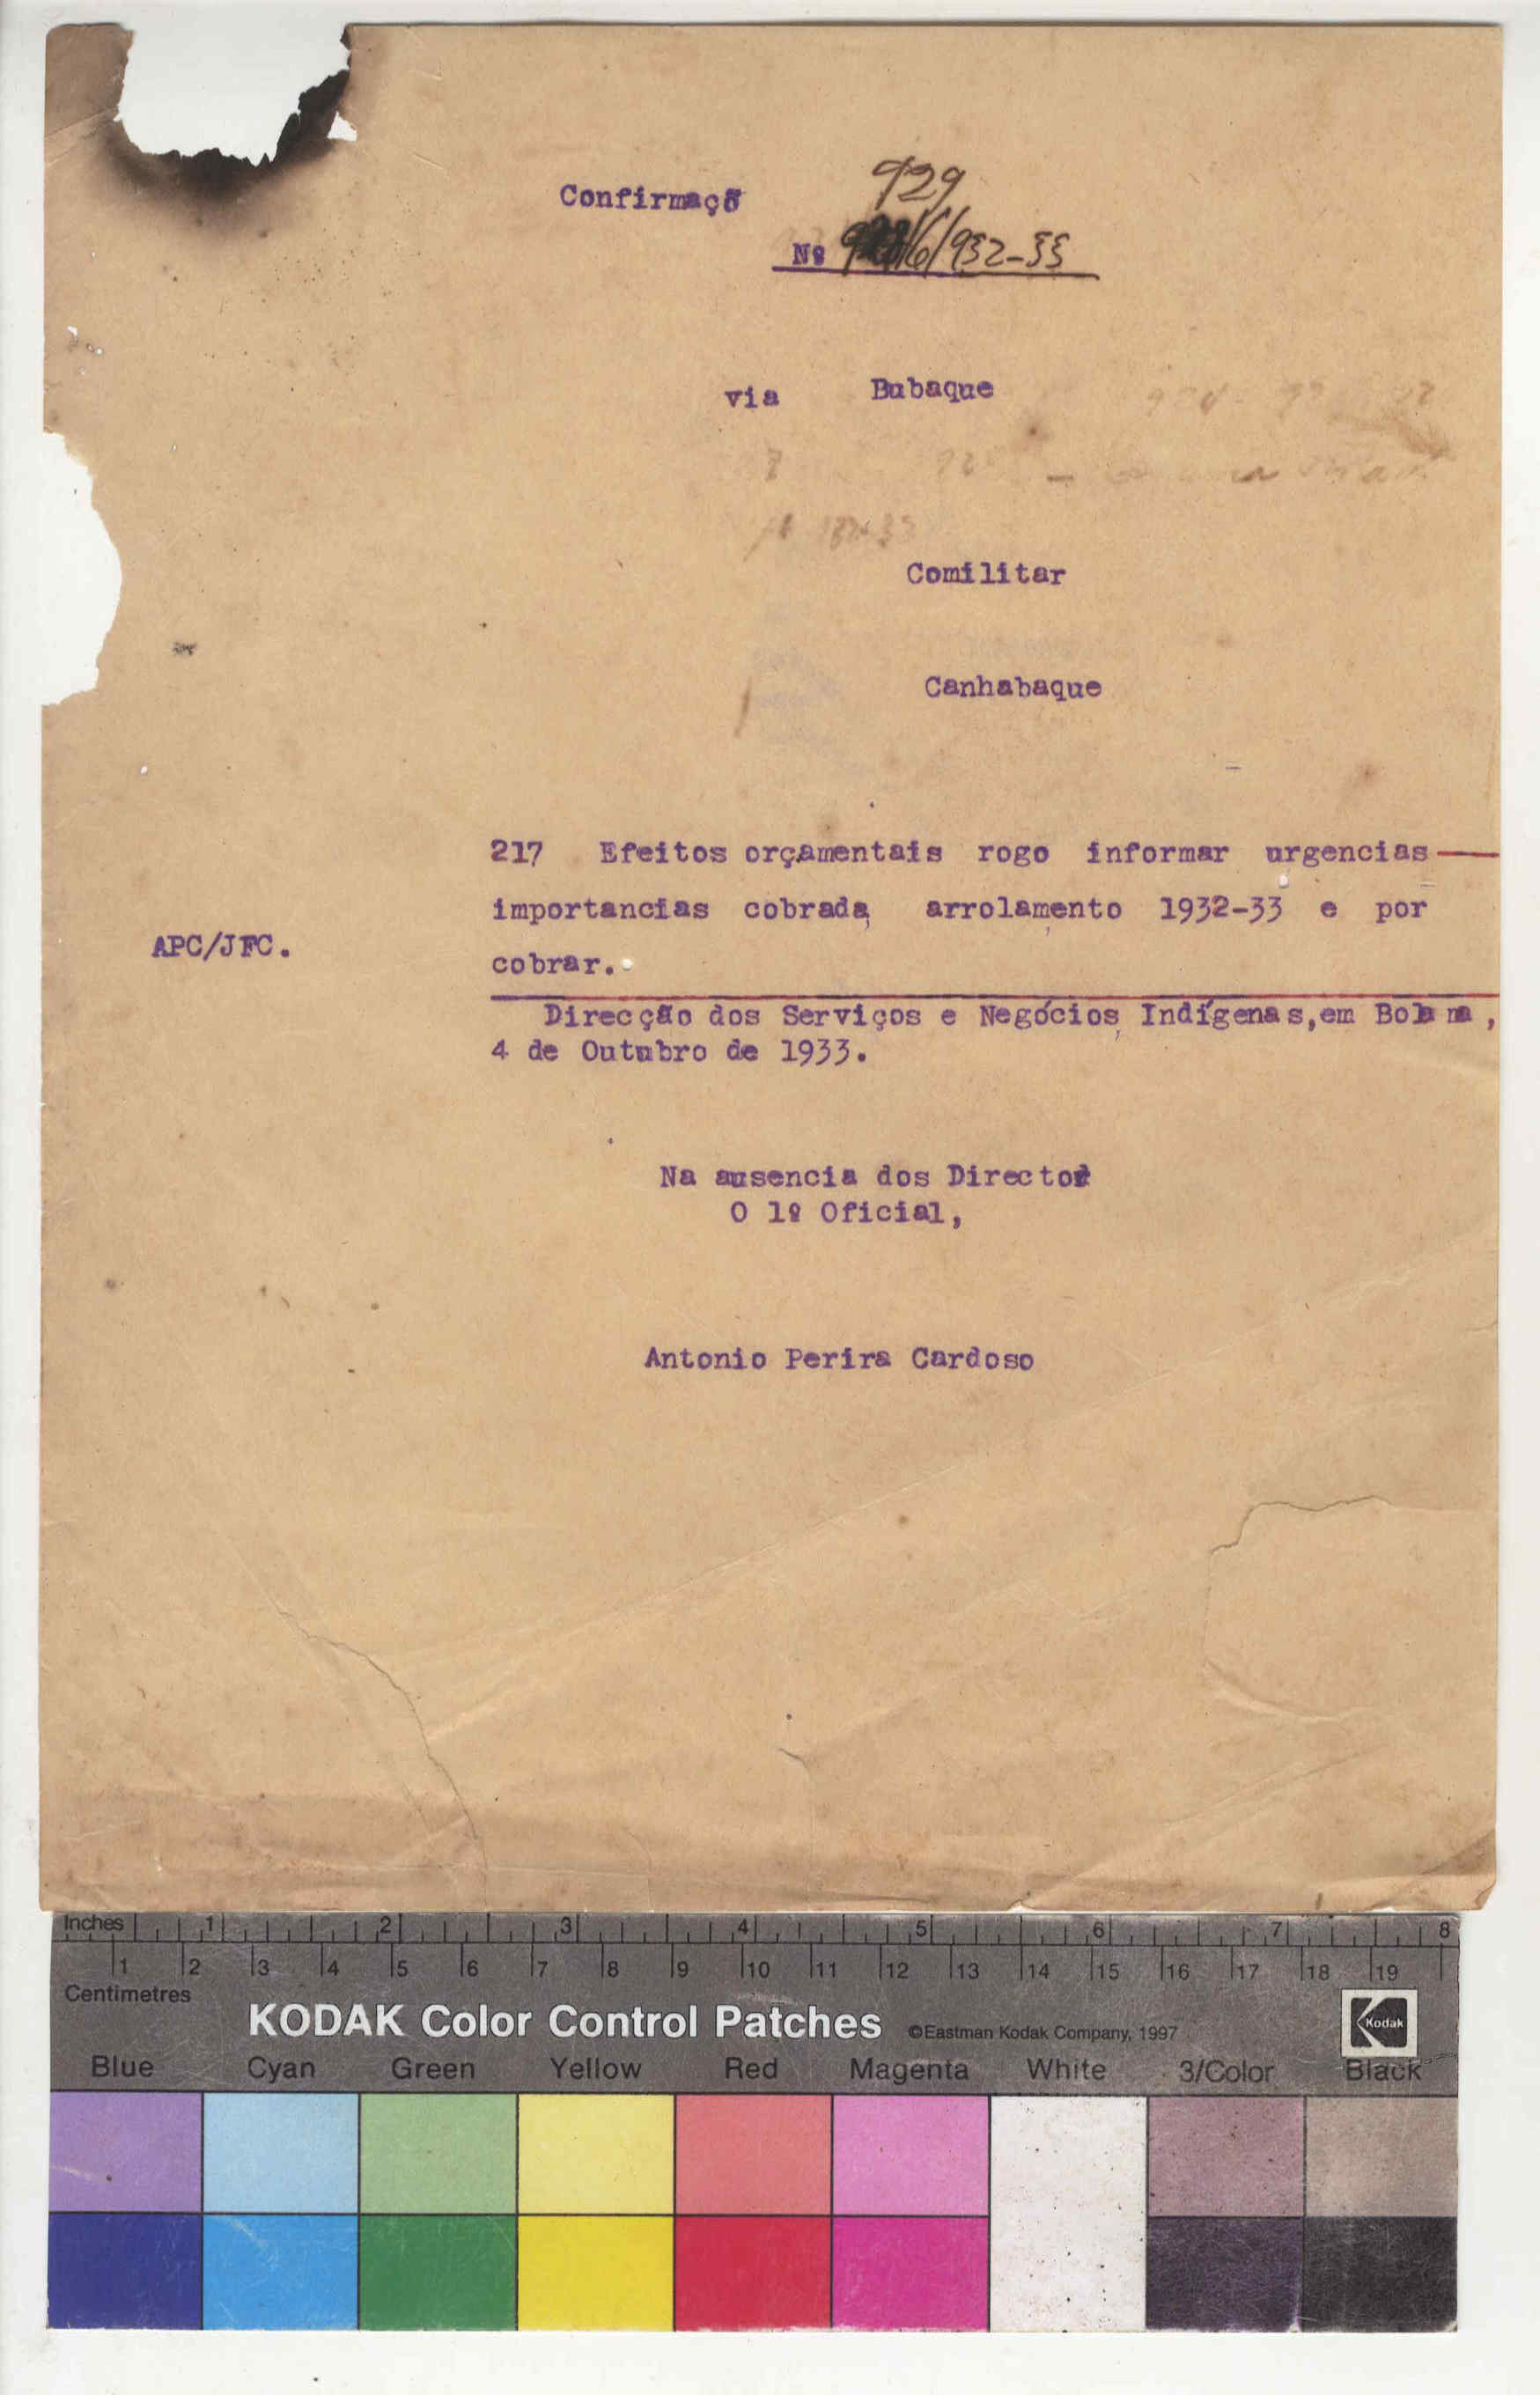 929
Confirmaçõ
Nº /6/932-33
via Bubaque
Comilitar
Canhabaque
217 Efeitos orçamentais rogo informar urgencias
importancias cobrada arrolamento 1932-33 e por
APC/JFC.
cobrar.
Direcção dos Serviços e Negócios Indígenas,em Bolama,
4 de Outubro de 1933.
Na ausencia dos Director
O 1º Oficial,
Antonio Perira Cardoso
Inches 1 2 3 4 5 6 7 8
1 2 3 4 5 6 7 8 9 10 11 12 13 14 15 16 17 18 19
Centimetres
KODAK Color Control Patches ©Eastman Kodak Company, 1997 Kodak
Blue Cyan Green Yellow Red Magenta White 3/Color Black